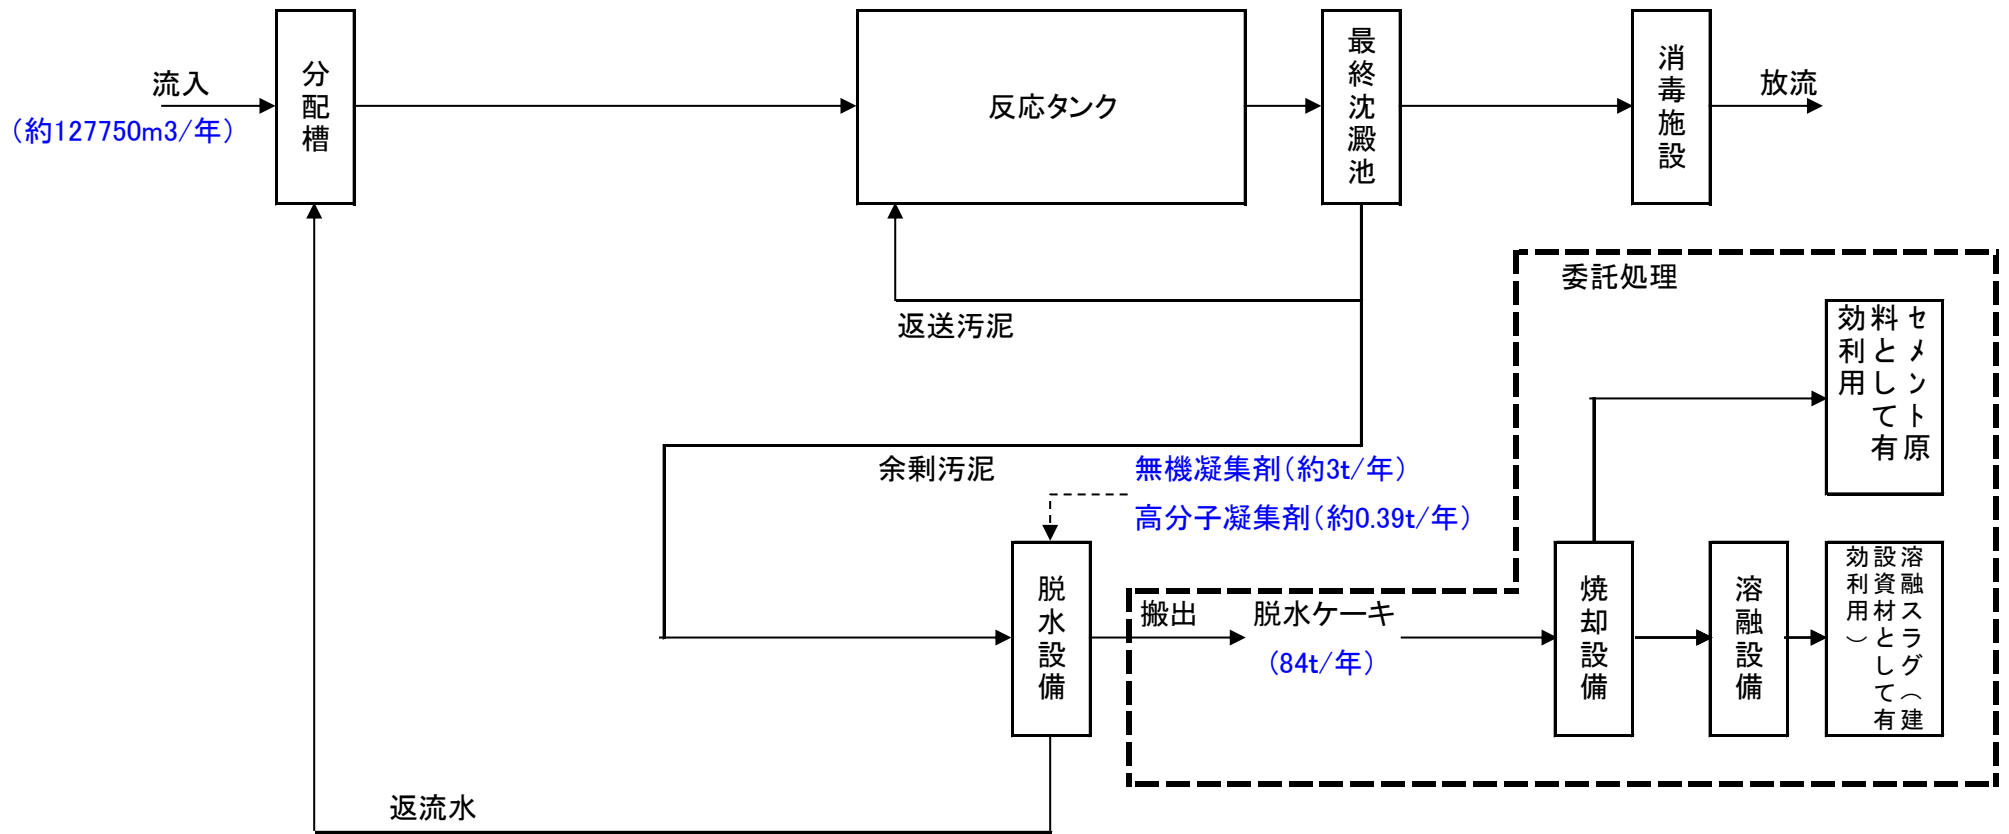 流入
（約127750m3/年）
分配槽
反応タンク
最終沈澱池
消毒施設
放流
返送汚泥
委託処理
セメント原
料として有
効利用
余剰汚泥
無機凝集剤（約3t/年）
高分子凝集剤（約0.39t/年）
脱水設備
搬出
脱水ケーキ
（84t/年）
焼却設備
溶融設備
溶融スラグ（建
設資材として有
効利用）
返流水